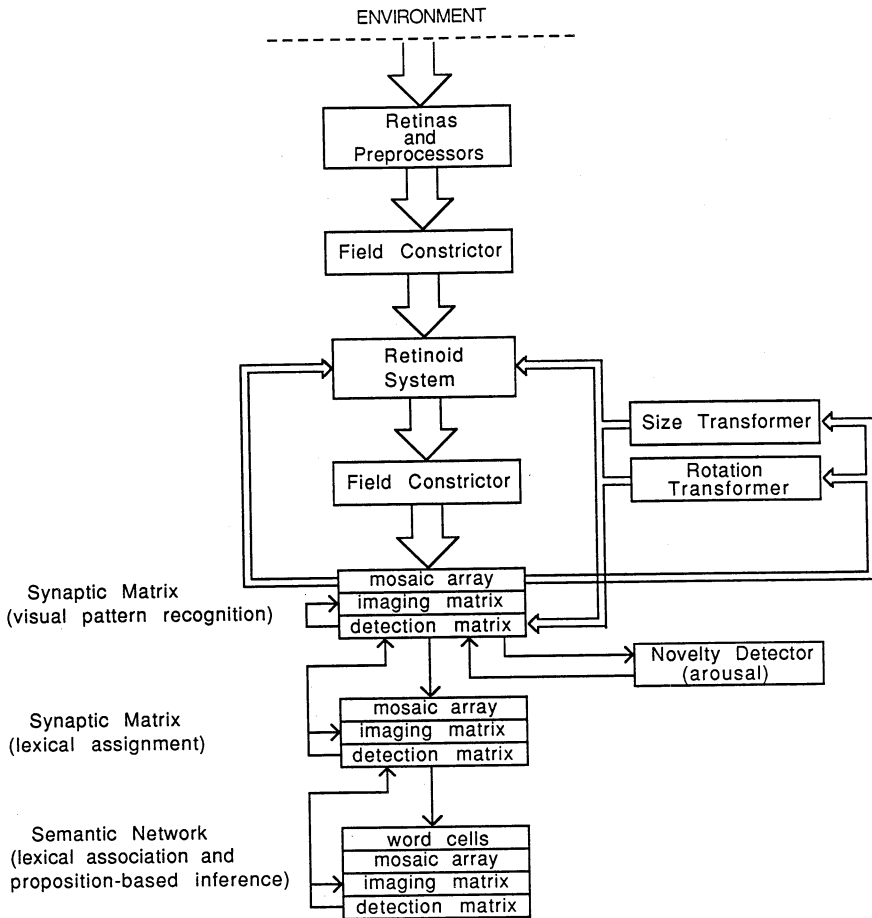 ENVIRONMENT
Retinas
and
Preprocessors
Field Constrictor
Retinoid
System
Size Transformer
Rotation
Transformer
Field Constrictor
Synaptic Matrix
(visual pattern recognition)
mosaic array
imaging matrix
detection matrix
Novelty Detector
(arousal)
Synaptic Matrix
(lexical assignment)
mosaic array
imaging matrix
detection matrix
Semantic Network
(lexical association and
proposition-based inference)
word cells
mosaic array
imaging matrix
detection matrix